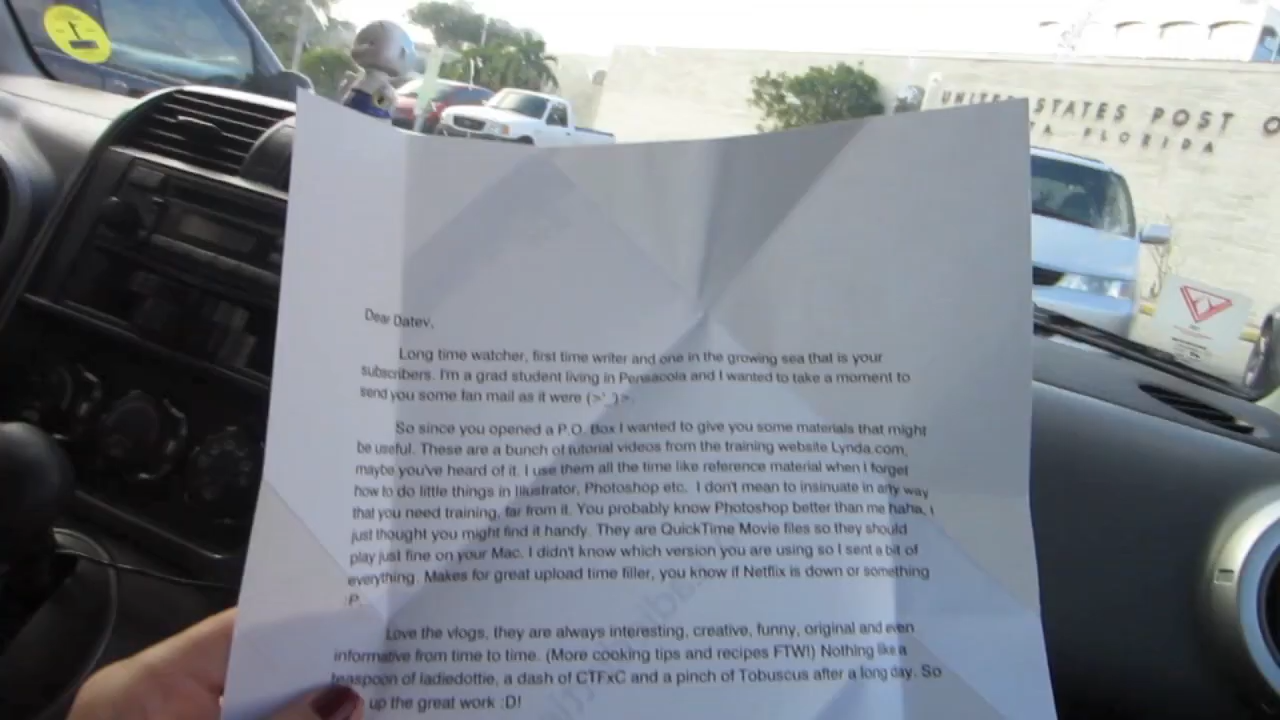 UNITED STATES POST O
TA, FLORIDA
Dear Datev,
Long time watcher, first time writer and one in the growing sea that is your
subscribers. I'm a grad student living in Pensacola and I wanted to take a moment to
send you some fan mail as it were (>'_')>.
So since you opened a P.O. Box I wanted to give you some materials that might
be useful. These are a bunch of tutorial videos from the training website Lynda.com,
maybe you've heard of it. I use them all the time like reference material when I forget
how to do little things in Illustrator, Photoshop etc. I don't mean to insinuate in any way
that you need training, far from it. You probably know Photoshop better than me haha, I
just thought you might find it handy. They are QuickTime Movie files so they should
play just fine on your Mac. I didn't know which version you are using so I sent a bit of
everything. Makes for great upload time filler, you know if Netflix is down or something
:P.
Love the vlogs, they are always interesting, creative, funny, original and even
informative from time to time. (More cooking tips and recipes FTW!) Nothing like a
teaspoon of ladiedottie, a dash of CTFxC and a pinch of Tobuscus after a long day. So
up the great work :D!